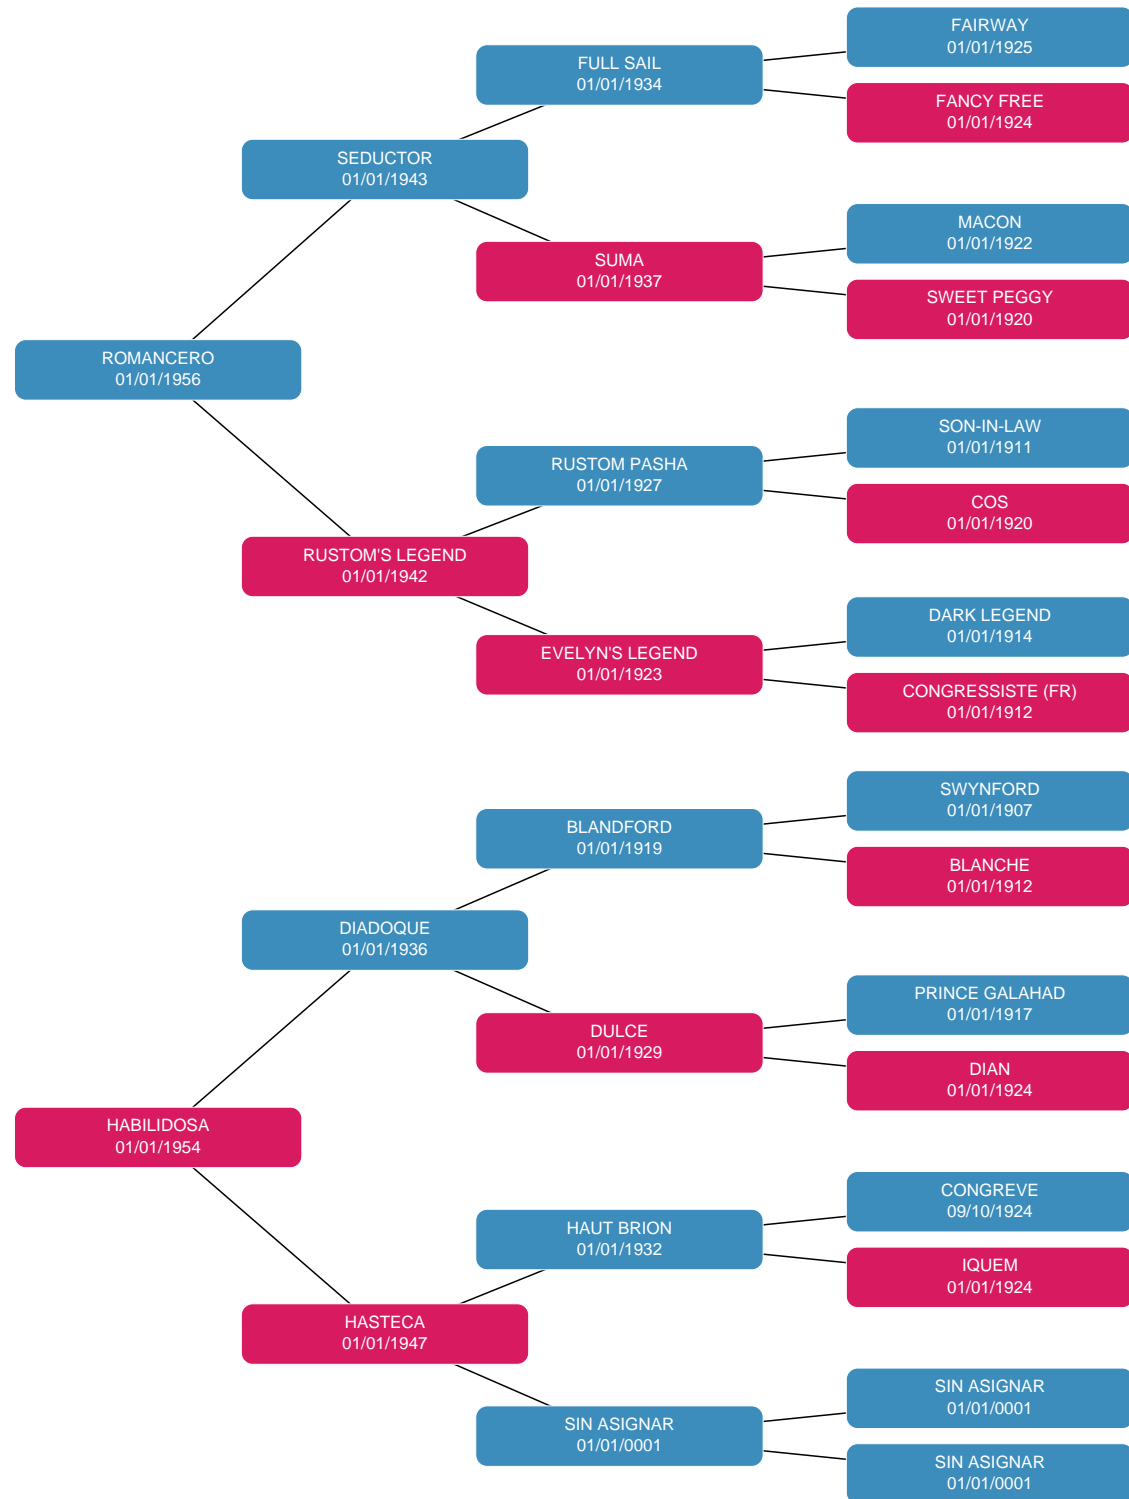 FAIRWAY
01/01/1925
FULL SAIL
01/01/1934
FANCY FREE
01/01/1924
SEDUCTOR
01/01/1943
MACON
01/01/1922
SUMA
01/01/1937
SWEET PEGGY
01/01/1920
ROMANCERO
01/01/1956
SON-IN-LAW
01/01/1911
RUSTOM PASHA
01/01/1927
COS
01/01/1920
RUSTOM'S LEGEND
01/01/1942
DARK LEGEND
01/01/1914
EVELYN'S LEGEND
01/01/1923
CONGRESSISTE (FR)
01/01/1912
SWYNFORD
01/01/1907
BLANDFORD
01/01/1919
BLANCHE
01/01/1912
DIADOQUE
01/01/1936
PRINCE GALAHAD
01/01/1917
DULCE
01/01/1929
DIAN
01/01/1924
HABILIDOSA
01/01/1954
CONGREVE
09/10/1924
HAUT BRION
01/01/1932
IQUEM
01/01/1924
HASTECA
01/01/1947
SIN ASIGNAR
01/01/0001
SIN ASIGNAR
01/01/0001
SIN ASIGNAR
01/01/0001